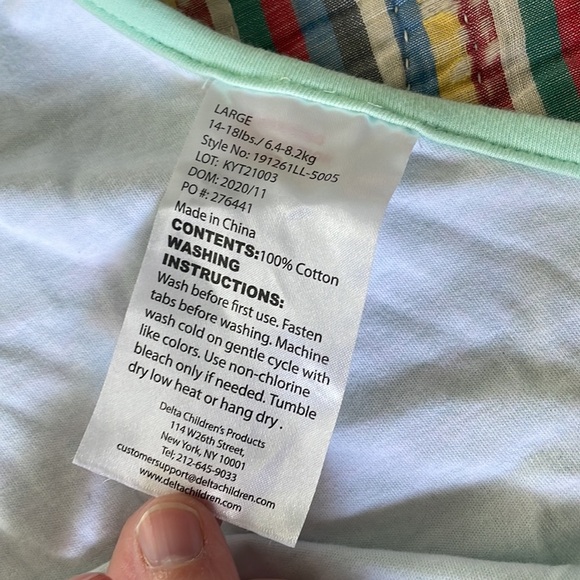 LARGE
14-18lbs./ 6.4-8.2kg
Style No: 191261LL-5005
LOT: KYT21003
DOM: 2020/11
PO #: 276441
Made in China
CONTENTS:100% Cotton
WASHING
INSTRUCTIONS:
Wash before first use. Fasten
tabs before washing. Machine
wash cold on gentle cycle with
like colors. Use non-chlorine
bleach only if needed. Tumble
dry low heat or hang dry .
Delta Children's Products
114 W26th Street,
New York, NY 10001
Tel; 212-645-9033
customersupport@deltachildren.com
www.deltachildren.com